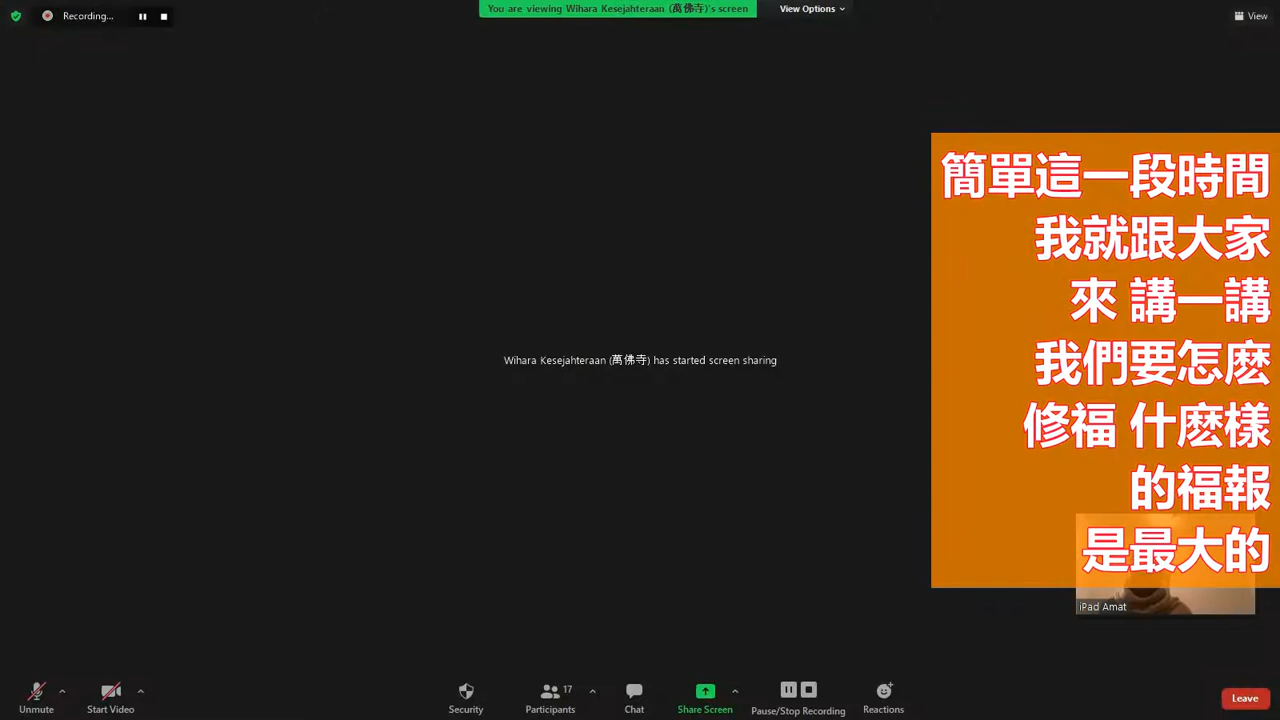 Recording...
You are viewing Wihara Kesejahteraan (萬佛寺)'s screen
View Options
View
簡單這一段時間
我就跟大家
來 講一講
我們要怎麽
修福 什麽樣
的福報
是最大的
Wihara Kesejahteraan (萬佛寺) has started screen sharing
iPad Amat
Unmute
Start Video
Security
Participants
17
Chat
Share Screen
Pause/Stop Recording
Reactions
Leave